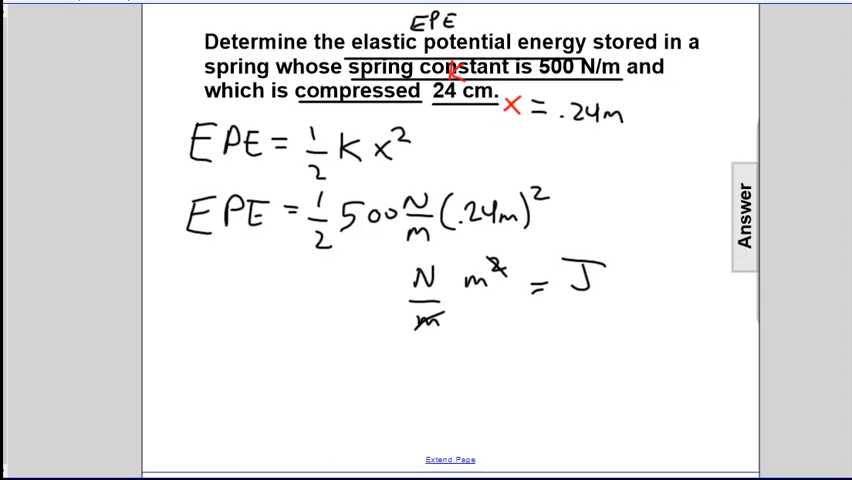 EPE
Determine the elastic potential energy stored in a
spring whose spring constant is 500 N/m and
K
which is compressed 24 cm.
x = .24m
EPE = 1/2 K x²
EPE = 1/2 500 N/m (.24m)²
N/m m² = J
Answer
Extend Page